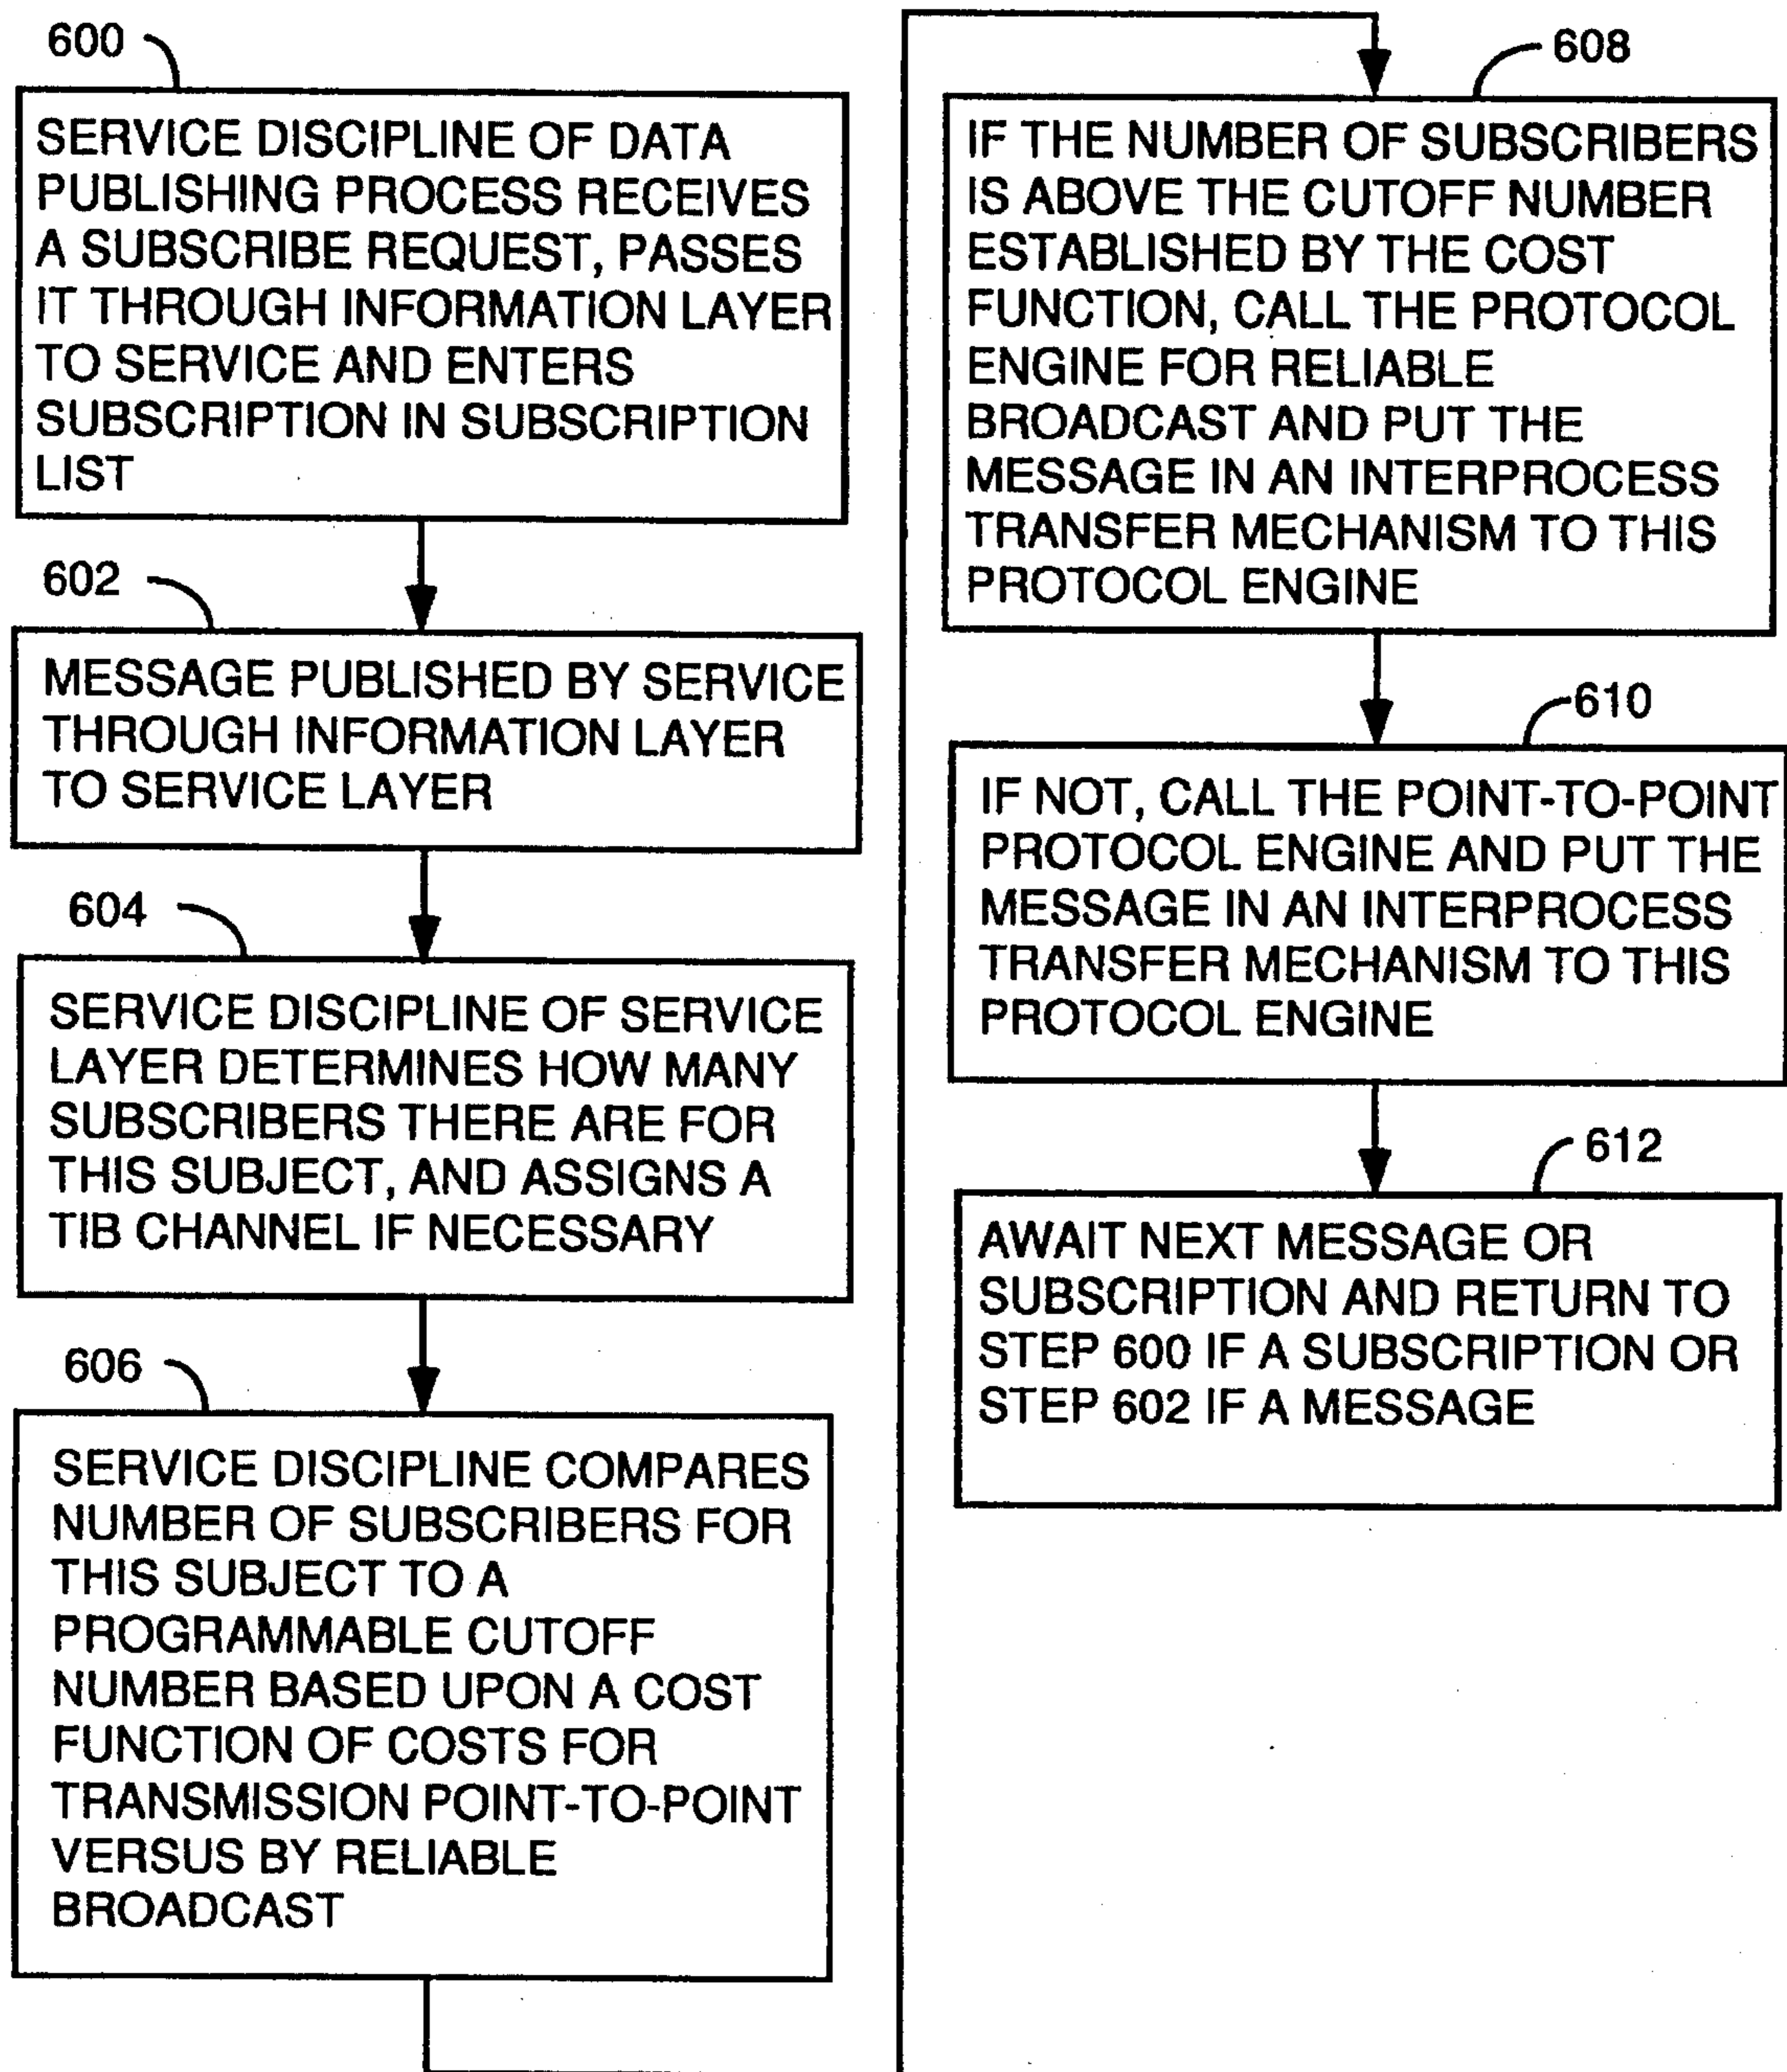 600
SERVICE DISCIPLINE OF DATA
PUBLISHING PROCESS RECEIVES
A SUBSCRIBE REQUEST, PASSES
IT THROUGH INFORMATION LAYER
TO SERVICE AND ENTERS
SUBSCRIPTION IN SUBSCRIPTION
LIST
602
MESSAGE PUBLISHED BY SERVICE
THROUGH INFORMATION LAYER
TO SERVICE LAYER
604
SERVICE DISCIPLINE OF SERVICE
LAYER DETERMINES HOW MANY
SUBSCRIBERS THERE ARE FOR
THIS SUBJECT, AND ASSIGNS A
TIB CHANNEL IF NECESSARY
606
SERVICE DISCIPLINE COMPARES
NUMBER OF SUBSCRIBERS FOR
THIS SUBJECT TO A
PROGRAMMABLE CUTOFF
NUMBER BASED UPON A COST
FUNCTION OF COSTS FOR
TRANSMISSION POINT-TO-POINT
VERSUS BY RELIABLE
BROADCAST
608
IF THE NUMBER OF SUBSCRIBERS
IS ABOVE THE CUTOFF NUMBER
ESTABLISHED BY THE COST
FUNCTION, CALL THE PROTOCOL
ENGINE FOR RELIABLE
BROADCAST AND PUT THE
MESSAGE IN AN INTERPROCESS
TRANSFER MECHANISM TO THIS
PROTOCOL ENGINE
610
IF NOT, CALL THE POINT-TO-POINT
PROTOCOL ENGINE AND PUT THE
MESSAGE IN AN INTERPROCESS
TRANSFER MECHANISM TO THIS
PROTOCOL ENGINE
612
AWAIT NEXT MESSAGE OR
SUBSCRIPTION AND RETURN TO
STEP 600 IF A SUBSCRIPTION OR
STEP 602 IF A MESSAGE